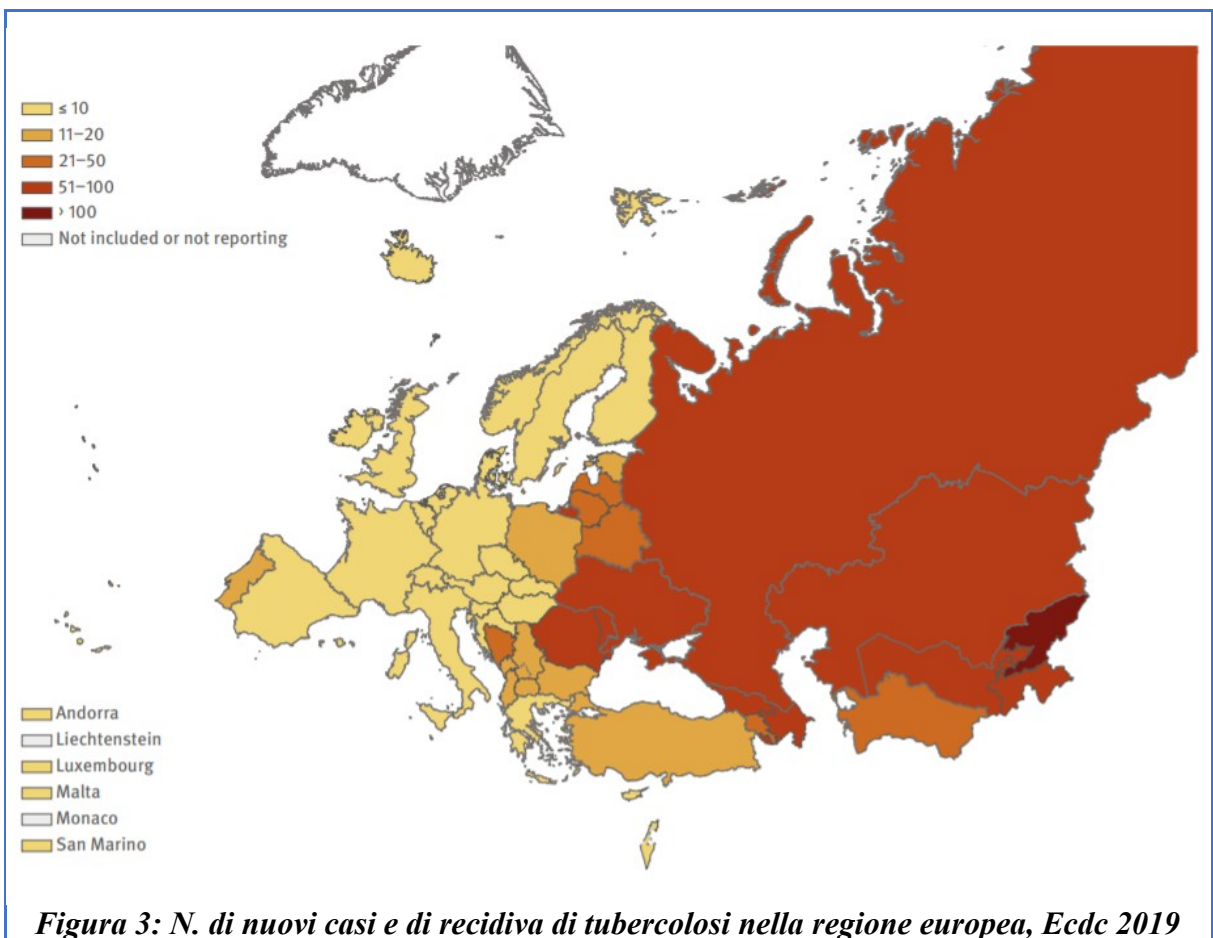 ≤ 10
11–20
21–50
51–100
› 100
Not included or not reporting
Andorra
Liechtenstein
Luxembourg
Malta
Monaco
San Marino
Figura 3: N. di nuovi casi e di recidiva di tubercolosi nella regione europea, Ecdc 2019